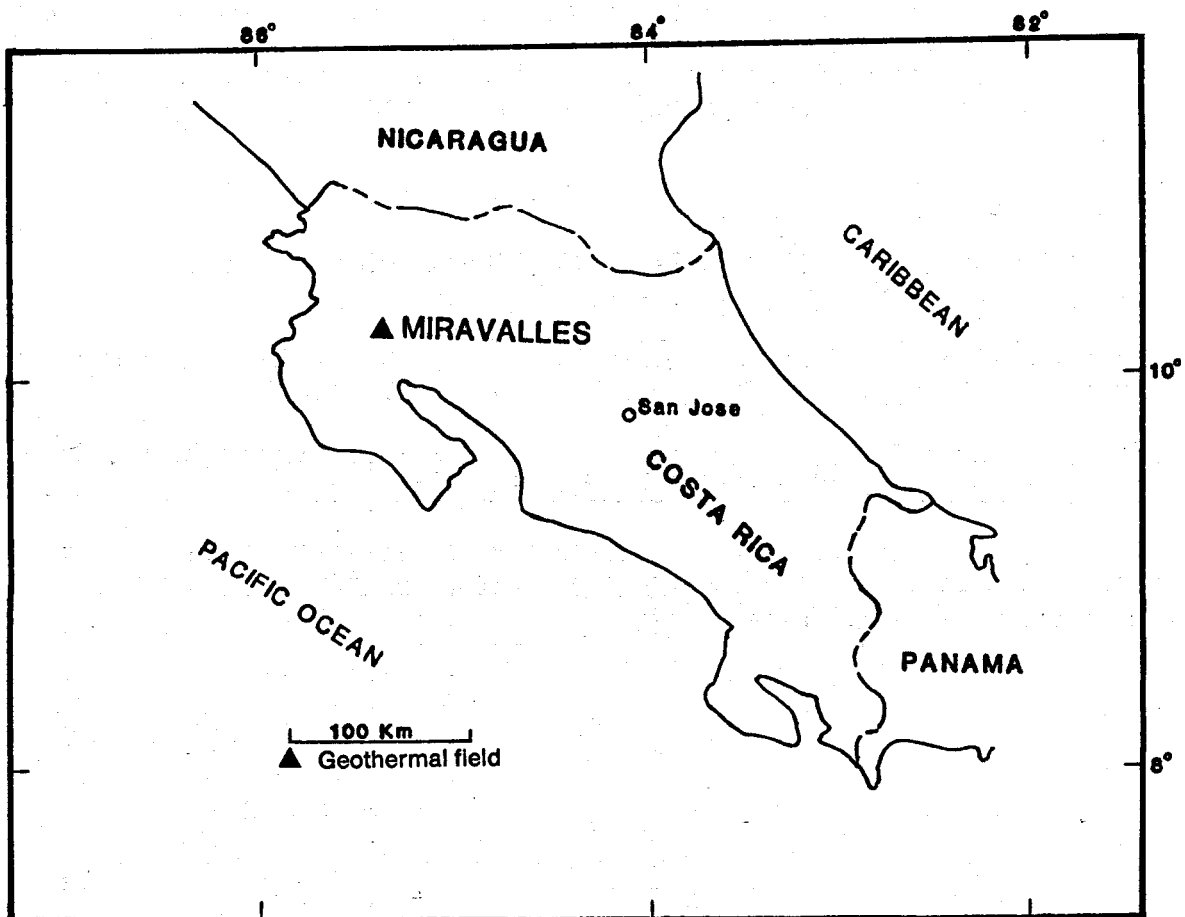 86° 84° 82°
NICARAGUA
CARIBBEAN
▲ MIRAVALLES
10°
San Jose
COSTA RICA
PACIFIC OCEAN
PANAMA
100 Km
▲ Geothermal field
8°